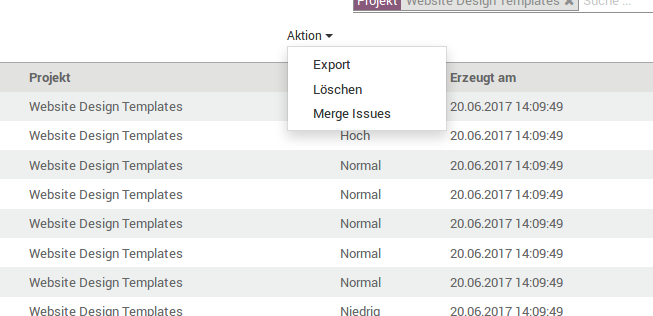 Projekt Website Design Templates ✖ Suche ...
Aktion
Export
Löschen
Merge Issues
Projekt Erzeugt am
Website Design Templates 20.06.2017 14:09:49
Website Design Templates Hoch 20.06.2017 14:09:49
Website Design Templates Normal 20.06.2017 14:09:49
Website Design Templates Normal 20.06.2017 14:09:49
Website Design Templates Normal 20.06.2017 14:09:49
Website Design Templates Normal 20.06.2017 14:09:49
Website Design Templates Normal 20.06.2017 14:09:49
Website Design Templates Niedrig 20.06.2017 14:09:49